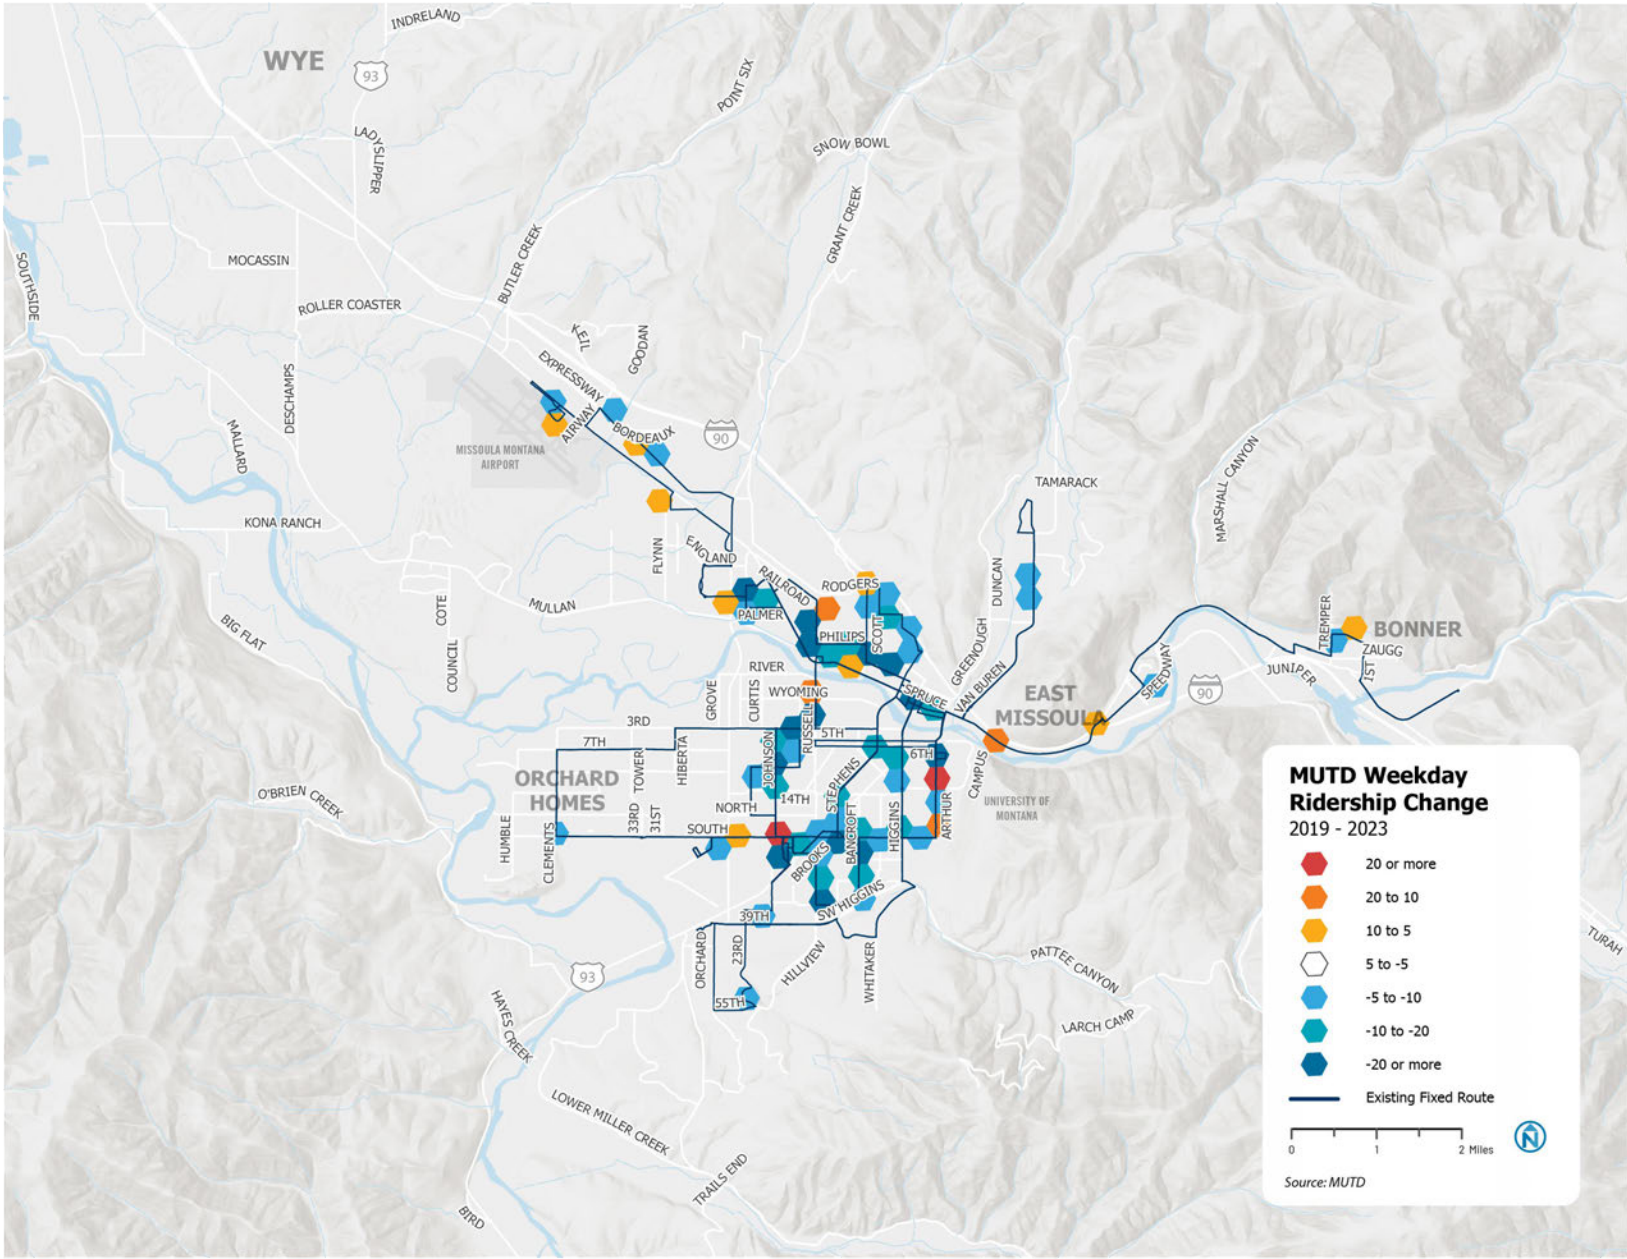 INDRELAND
WYE
93
POINT SIX
LADYSLIPPER
SNOW BOWL
GRANT CREEK
BUTLER CREEK
MOCASSIN
SOUTHSIDE
ROLLER COASTER
KEIL
GOODAN
EXPRESSWAY
DESCHAMPS
AIRWAY
BORDEAUX
90
MALLARD
MISSOULA MONTANA
AIRPORT
MARSHALL CANYON
TAMARACK
KONA RANCH
FLYNN
ENGLAND
RAILROAD
RODGERS
DUNCAN
COTE
MULLAN
PALMER
PHILIPS
SCOTT
GREENOUGH
TREMPER
BONNER
BIG FLAT
COUNCIL
RIVER
ZAUGG
JUNIPER
1ST
SPEEDWAY
90
GROVE
CURTIS
WYOMING
SPRUCE
VAN BUREN
EAST
MISSOULA
3RD
RUSSELL
5TH
7TH
TOWER
HIBERTA
JOHNSON
6TH
CAMPUS
ORCHARD
HOMES
STEPHENS
O'BRIEN CREEK
33RD
31ST
NORTH
14TH
UNIVERSITY OF
MONTANA
HUMBLE
CLEMENTS
SOUTH
BROOKS
BANCROFT
HIGGINS
ARTHUR
39TH
SW HIGGINS
ORCHARD
23RD
HILLVIEW
WHITAKER
PATTEE CANYON
TURAH
93
55TH
HAYES CREEK
LARCH CAMP
LOWER MILLER CREEK
TRAILS END
BIRD
MUTD Weekday
Ridership Change
2019 - 2023
20 or more
20 to 10
10 to 5
5 to -5
-5 to -10
-10 to -20
-20 or more
Existing Fixed Route
N
0 1 2 Miles
Source: MUTD